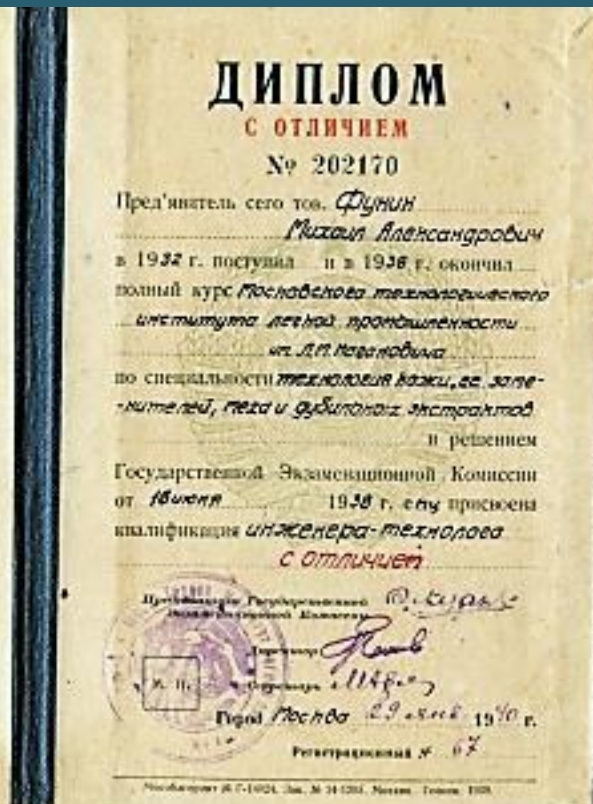 ДИПЛОМ
С ОТЛИЧИЕМ
№ 202170
Пред'явитель сего тов. Фунин
Михаил Александрович
в 1932 г. поступил и в 1938 г. окончил
полный курс Московского технологического
института легкой промышленности
им. Л.М. Кагановича
по специальности технология кожи, ее заме-
-нителей, меха и дубильных экстрактов
и решением
Государственной Экзаменационной Комиссии
от 18 июня 1938 г. ему присвоена
квалификация инженера-технолога
с отличием
Председатель Государственной
Экзаменационной Комиссии
Директор
М. П.
Секретарь
Город Москва 29 янв 1940 г.
Регистрационный № 67